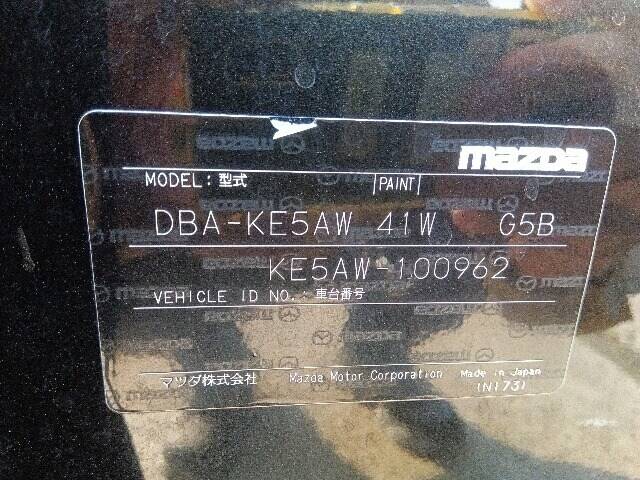 mazda
MODEL: 型式 |PAINT|
DBA-KE5AW 41W G5B
KE5AW-100962
VEHICLE ID NO.: 車台番号
マツダ株式会社 Mazda Motor Corporation Made in Japan
(N173)